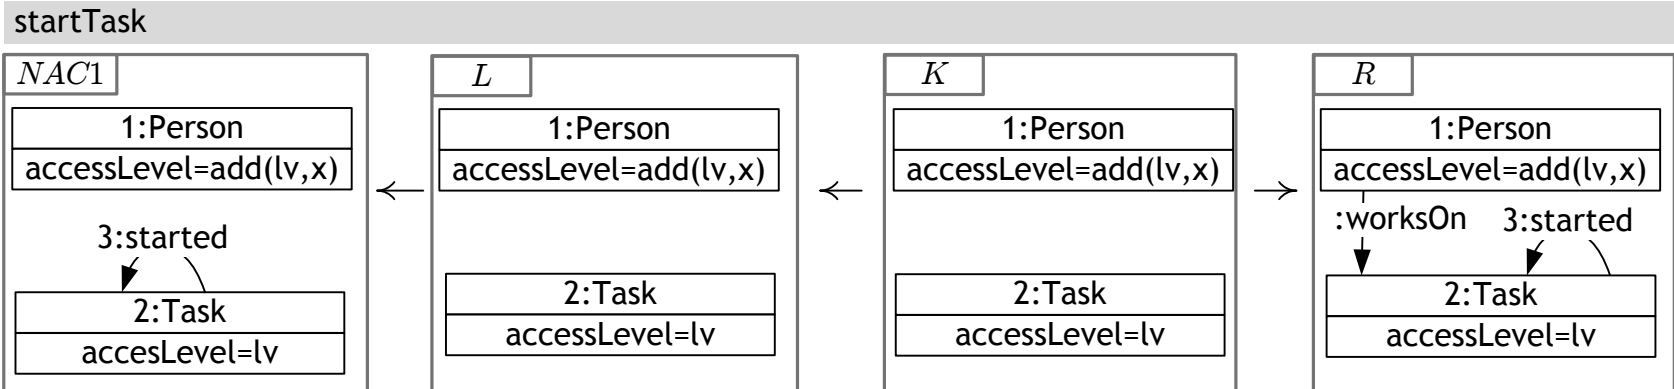 startTask
NAC1
1:Person
accessLevel=add(lv,x)
3:started
2:Task
accesLevel=lv
L
1:Person
accessLevel=add(lv,x)
2:Task
accessLevel=lv
K
1:Person
accessLevel=add(lv,x)
2:Task
accessLevel=lv
R
1:Person
accessLevel=add(lv,x)
:worksOn
3:started
2:Task
accessLevel=lv